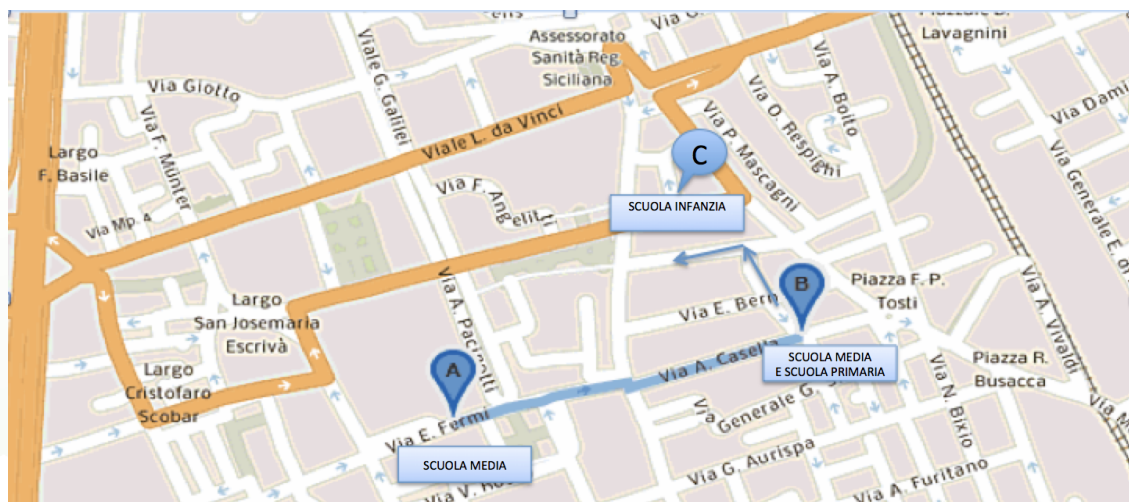 Assessorato
Sanità Reg.
Siciliana
Lavagnini
Via Giotto
Viale G. Galilei
Via A. Boito
Via O. Respighi
Via F. Münter
Viale L. da Vinci
Via P. Mascagni
Largo
F. Basile
C
SCUOLA INFANZIA
Via F. Angelitti
Via Mp. 4
Via Generale E. di
Largo
San Josemaria
Escrivà
Via A. Pacinotti
B
Piazza F. P.
Tosti
Via E. Bern
Via A. Vivaldi
Via A. Casella
SCUOLA MEDIA
E SCUOLA PRIMARIA
Piazza R.
Busacca
Largo
Cristofaro
Scobar
A
Via E. Fermi
Via
Generale G.
Via N. Bixio
SCUOLA MEDIA
Via G. Aurispa
Via A. Furitano